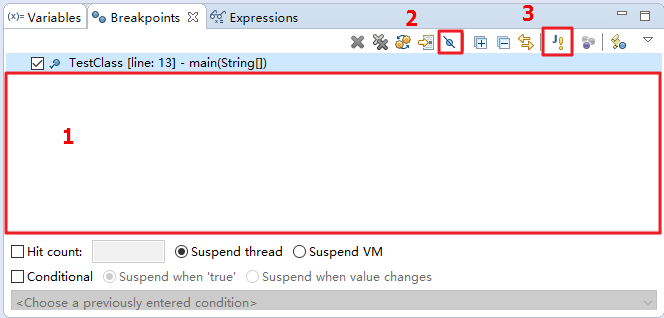 (x)= Variables Breakpoints Expressions
2 3
J!
TestClass [line: 13] - main(String[])
1
Hit count: Suspend thread Suspend VM
Conditional Suspend when 'true' Suspend when value changes
<Choose a previously entered condition>